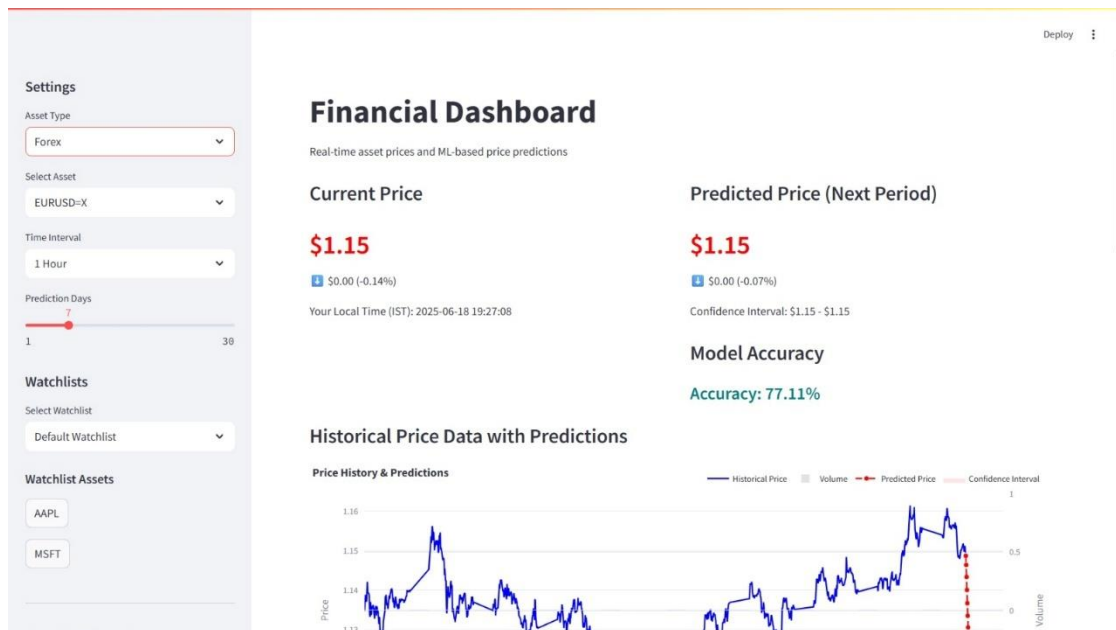 Deploy
Settings
Asset Type
Forex
Select Asset
EURUSD=X
Time Interval
1 Hour
Prediction Days
7
1 30
Watchlists
Select Watchlist
Default Watchlist
Watchlist Assets
AAPL
MSFT
Financial Dashboard
Real-time asset prices and ML-based price predictions
Current Price
$1.15
$0.00 (-0.14%)
Your Local Time (IST): 2025-06-18 19:27:08
Predicted Price (Next Period)
$1.15
$0.00 (-0.07%)
Confidence Interval: $1.15 - $1.15
Model Accuracy
Accuracy: 77.11%
Historical Price Data with Predictions
Price History & Predictions
Historical Price Volume Predicted Price Confidence Interval
1
1.16
1.15 0.5
1.14
0
Price
Volume
1.13